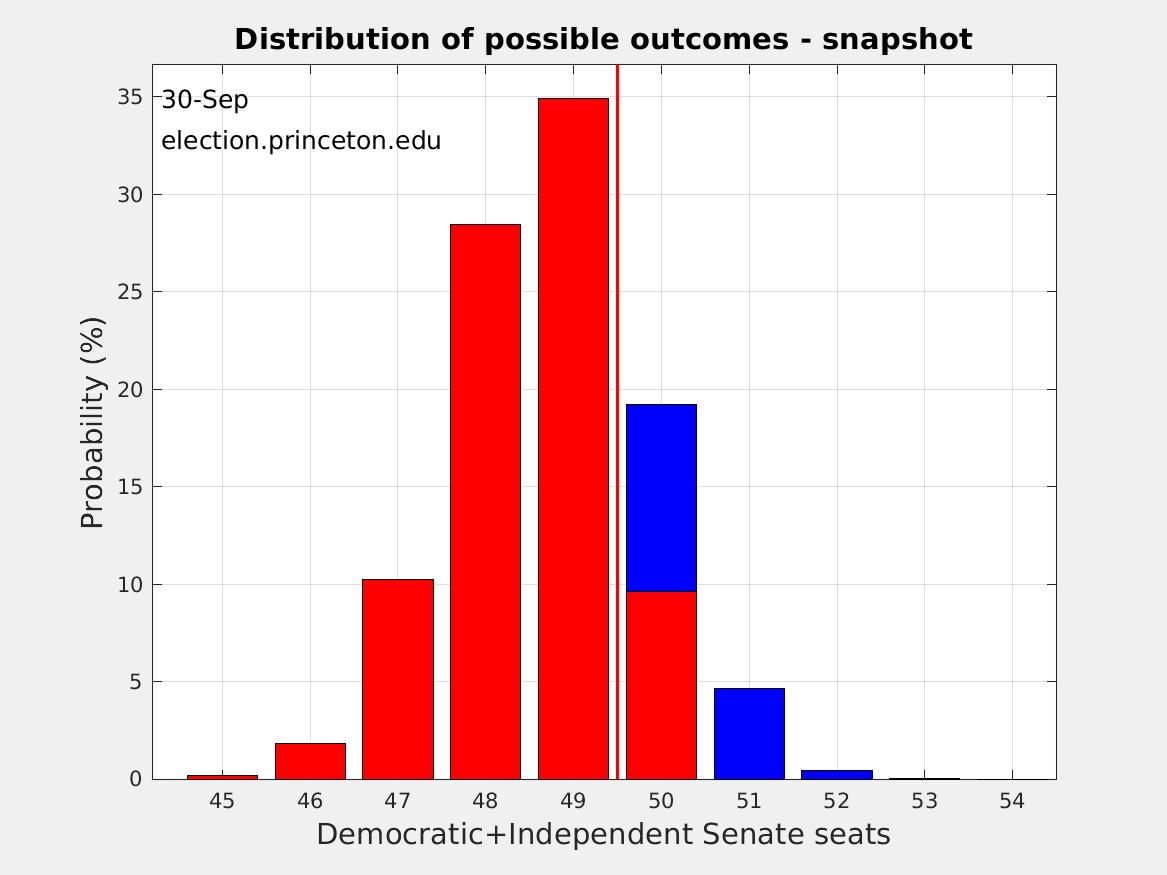 Distribution of possible outcomes - snapshot
30-Sep
election.princeton.edu
Probability (%)
35
30
25
20
15
10
5
0
45 46 47 48 49 50 51 52 53 54
Democratic+Independent Senate seats